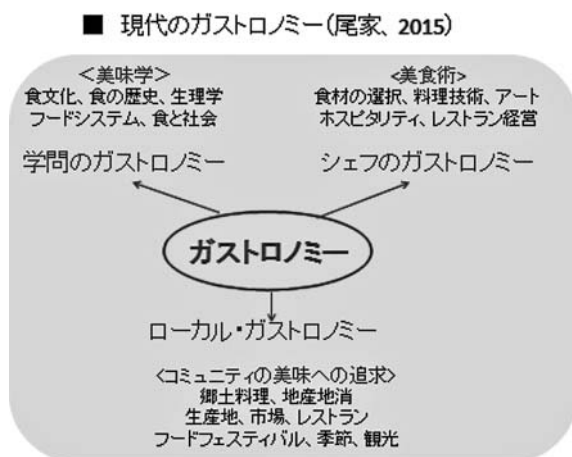 ■ 現代のガストロノミー(尾家、2015)
<美味学>
食文化、食の歴史、生理学
フードシステム、食と社会
学問のガストロノミー
<美食術>
食材の選択、料理技術、アート
ホスピタリティ、レストラン経営
シェフのガストロノミー
ガストロノミー
ローカル・ガストロノミー
<コミュニティの美味への追求>
郷土料理、地産地消
生産地、市場、レストラン
フードフェスティバル、季節、観光